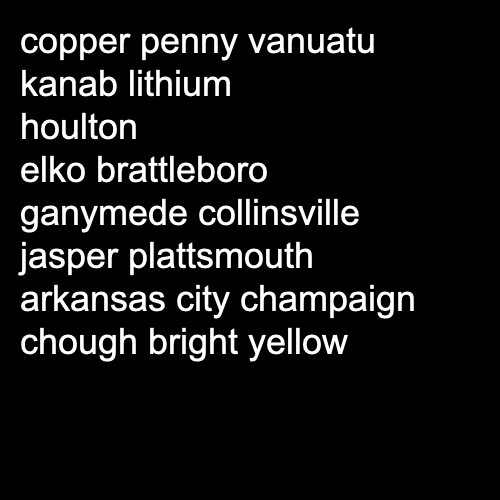 copper penny vanuatu
kanab lithium
houlton
elko brattleboro
ganymede collinsville
jasper plattsmouth
arkansas city champaign
chough bright yellow